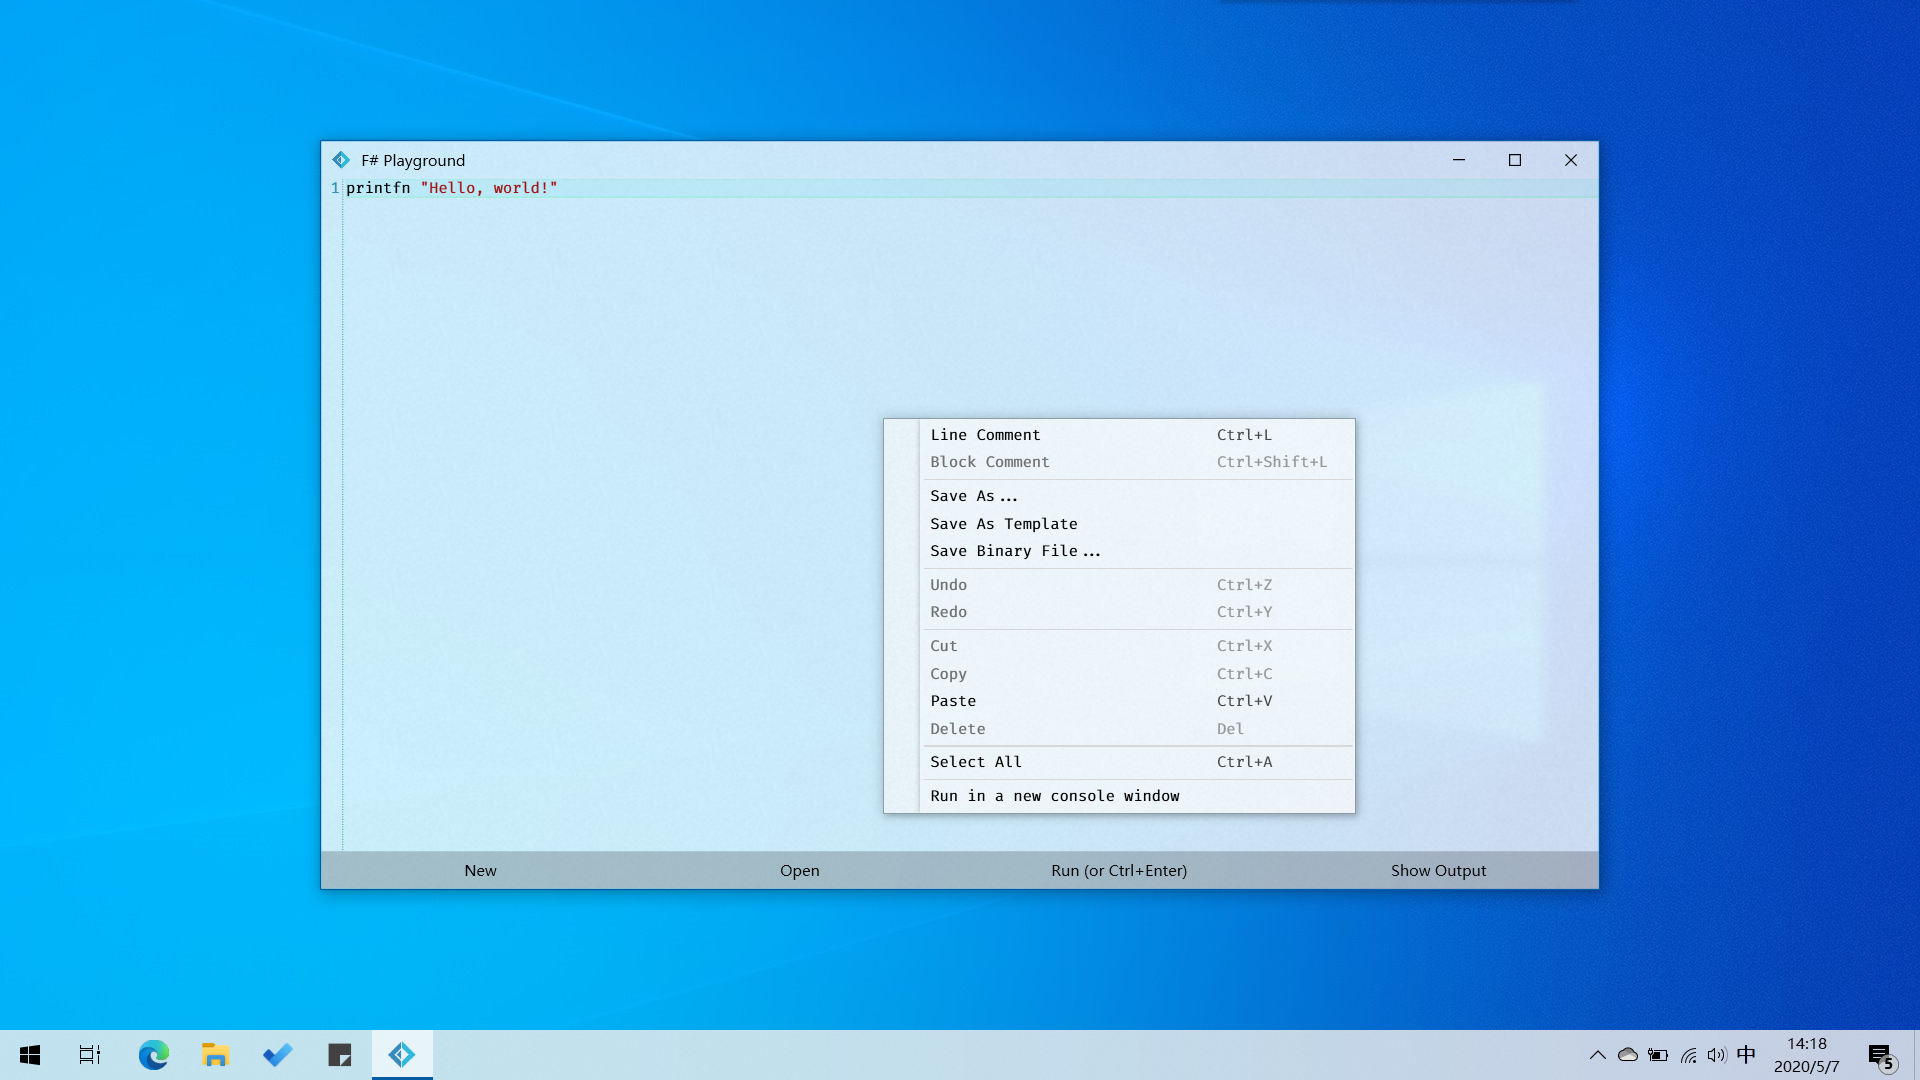 F# Playground
1 printfn "Hello, world!"
Line Comment Ctrl+L
Block Comment Ctrl+Shift+L
Save As...
Save As Template
Save Binary File...
Undo Ctrl+Z
Redo Ctrl+Y
Cut Ctrl+X
Copy Ctrl+C
Paste Ctrl+V
Delete Del
Select All Ctrl+A
Run in a new console window
New Open Run (or Ctrl+Enter) Show Output
中 14:18 5
2020/5/7